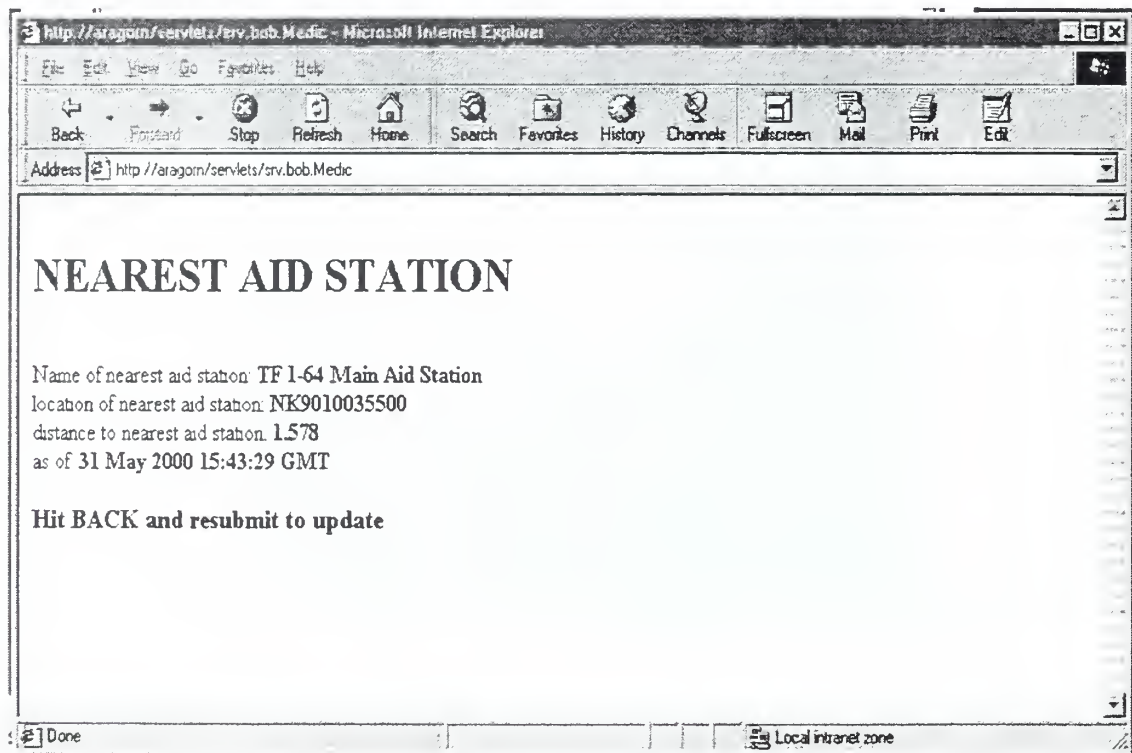 http://aragorn/servlets/srv.bob.Medic - Microsoft Internet Explorer
File Edit View Go Favorites Help
Back Forward Stop Refresh Home Search Favorites History Channels Fullscreen Mail Print Edit
Address http://aragorn/servlets/srv.bob.Medic
NEAREST AID STATION
Name of nearest aid station: TF 1-64 Main Aid Station
location of nearest aid station: NK9010035500
distance to nearest aid station: 1.578
as of 31 May 2000 15:43:29 GMT
Hit BACK and resubmit to update
Done Local intranet zone